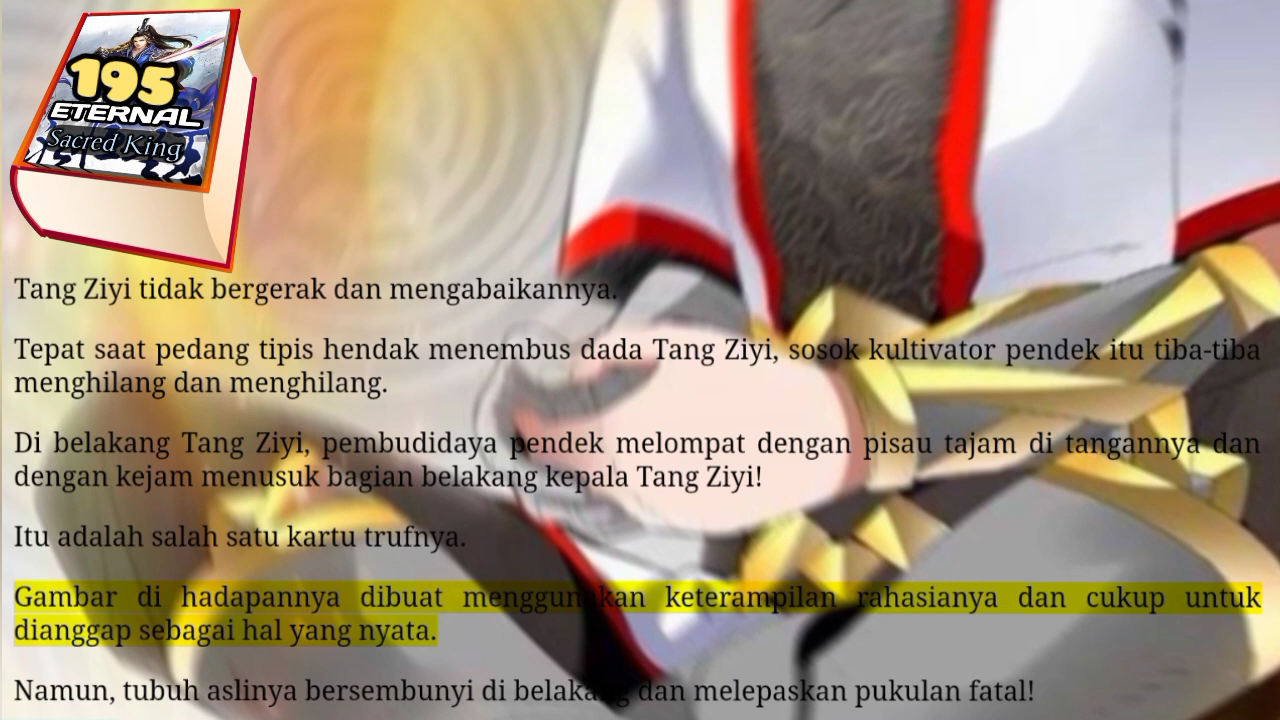 195
ETERNAL
Sacred King
Tang Ziyi tidak bergerak dan mengabaikannya.
Tepat saat pedang tipis hendak menembus dada Tang Ziyi, sosok kultivator pendek itu tiba-tiba
menghilang dan menghilang.
Di belakang Tang Ziyi, pembudidaya pendek melompat dengan pisau tajam di tangannya dan
dengan kejam menusuk bagian belakang kepala Tang Ziyi!
Itu adalah salah satu kartu trufnya.
Gambar di hadapannya dibuat menggunakan keterampilan rahasianya dan cukup untuk
dianggap sebagai hal yang nyata.
Namun, tubuh aslinya bersembunyi di belakang dan melepaskan pukulan fatal!